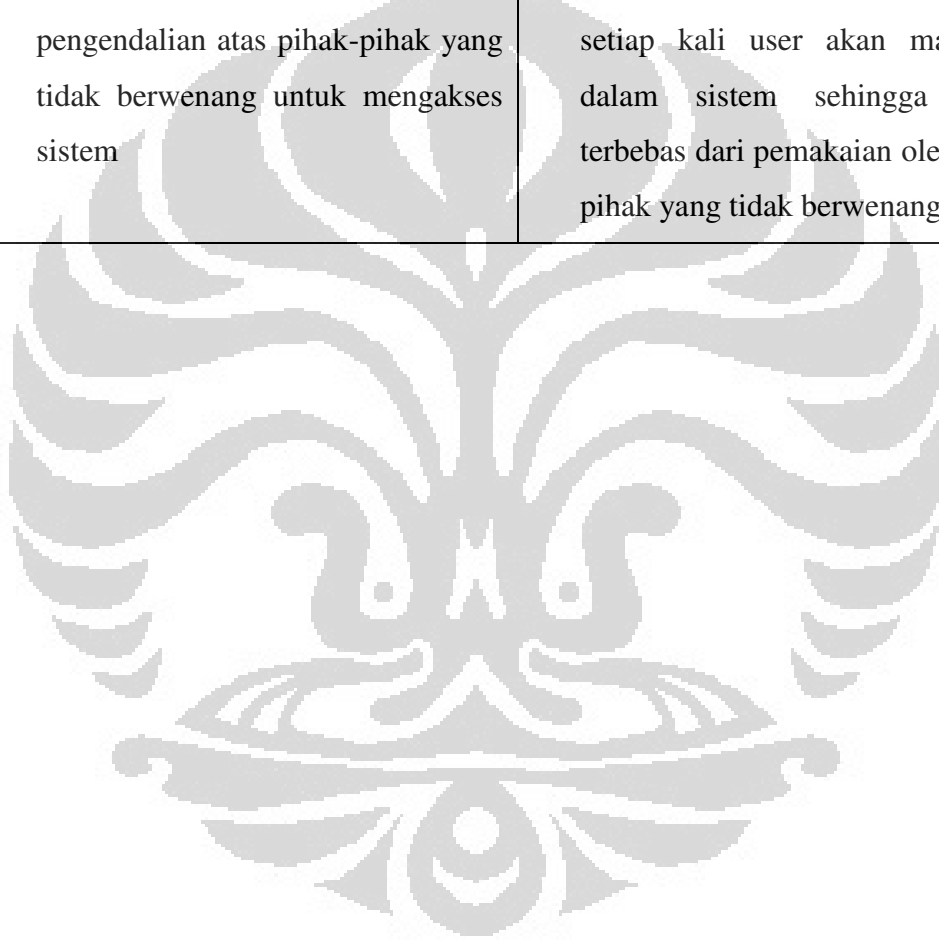 pengendalian atas pihak-pihak yang
tidak berwenang untuk mengakses
sistem
setiap kali user akan
dalam sistem sehingga
terbebas dari pemakaian
pihak yang tidak berwenang